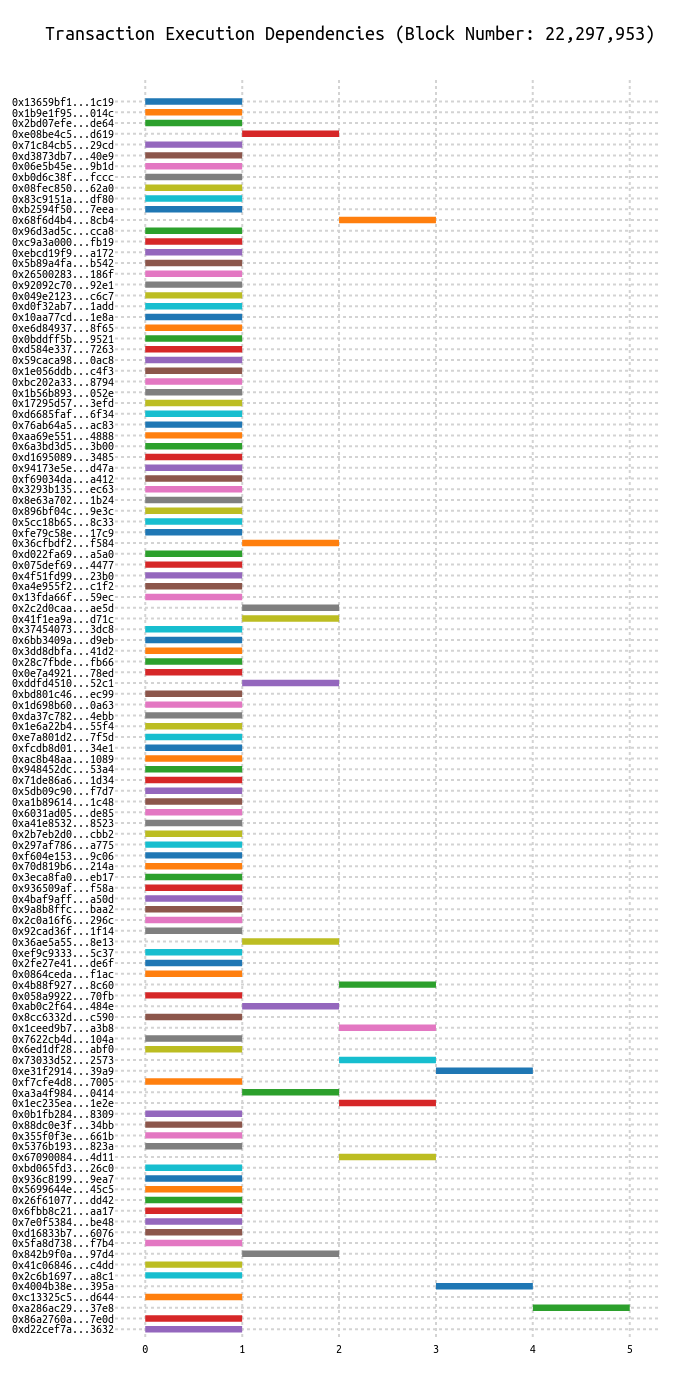 Transaction Execution Dependencies (Block Number: 22,297,953)
0x13659bf1...1c19
0x1b9e1f95...014c
0x2bd07efe...de64
0xe08be4c5...d619
0x71c84cb5...29cd
0xd3873db7...40e9
0x06e5b45e...9b1d
0xb0d6c38f...fccc
0x08fec850...62a0
0x83c9151a...df80
0xb2594f50...7eea
0x68f6d4b4...8cb4
0x96d3ad5c...cca8
0xc9a3a000...fb19
0xebcd19f9...a172
0x5b89a4fa...b542
0x26500283...186f
0x92092c70...92e1
0x049e2123...c6c7
0xd0f32ab7...1add
0x10aa77cd...1e8a
0xe6d84937...8f65
0x0bddff5b...9521
0xd584e337...7263
0x59caca98...0ac8
0x1e056ddb...c4f3
0xbc202a33...8794
0x1b56b893...052e
0x17295d57...3efd
0xd6685faf...6f34
0x76ab64a5...ac83
0xaa69e551...4888
0x6a3bd3d5...3b00
0xd1695089...3485
0x94173e5e...d47a
0xf69034da...a412
0x3293b135...ec63
0x8e63a702...1b24
0x896bf04c...9e3c
0x5cc18b65...8c33
0xfe79c58e...17c9
0x36cfbdf2...f584
0xd022fa69...a5a0
0x075def69...4477
0x4f51fd99...23b0
0xa4e955f2...c1f2
0x13fda66f...59ec
0x2c2d0caa...ae5d
0x41f1ea9a...d71c
0x37454073...3dc8
0x6bb3409a...d9eb
0x3dd8dbfa...41d2
0x28c7fbde...fb66
0x0e7a4921...78ed
0xddfd4510...52c1
0xbd801c46...ec99
0x1d698b60...0a63
0xda37c782...4ebb
0x1e6a22b4...55f4
0xe7a801d2...7f5d
0xfcdb8d01...34e1
0xac8b48aa...1089
0x948452dc...53a4
0x71de86a6...1d34
0x5db09c90...f7d7
0xa1b89614...1c48
0x6031ad05...de85
0xa41e8532...8523
0x2b7eb2d0...cbb2
0x297af786...a775
0xf604e153...9c06
0x70d819b6...214a
0x3eca8fa0...eb17
0x936509af...f58a
0x4baf9aff...a50d
0x9a8b8ffc...baa2
0x2c0a16f6...296c
0x92cad36f...1f14
0x36ae5a55...8e13
0xef9c9333...5c37
0x2fe27e41...de6f
0x0864ceda...f1ac
0x4b88f927...8c60
0x058a9922...70fb
0xab0c2f64...484e
0x8cc6332d...c590
0x1ceed9b7...a3b8
0x7622cb4d...104a
0x6ed1df28...abf0
0x73033d52...2573
0xe31f2914...39a9
0xf7cfe4d8...7005
0xa3a4f984...0414
0x1ec235ea...1e2e
0x0b1fb284...8309
0x88dc0e3f...34bb
0x355f0f3e...661b
0x5376b193...823a
0x67090084...4d11
0xbd065fd3...26c0
0x936c8199...9ea7
0x5699644e...45c5
0x26f61077...dd42
0x6fbb8c21...aa17
0x7e0f5384...be48
0xd16833b7...6076
0x5fa8d738...f7b4
0x842b9f0a...97d4
0x41c06846...c4dd
0x2c6b1697...a8c1
0x4004b38e...395a
0xc13325c5...d644
0xa286ac29...37e8
0x86a2760a...7e0d
0xd22cef7a...3632
0 1 2 3 4 5